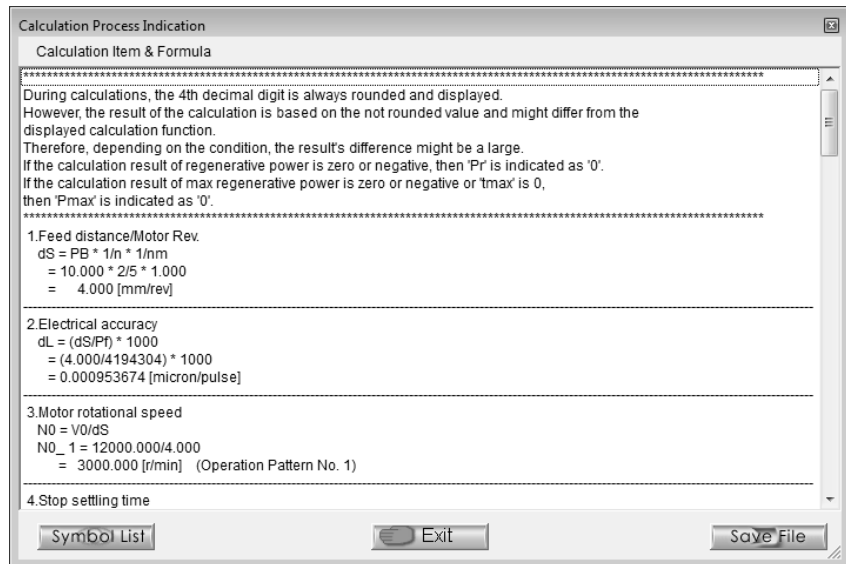 Calculation Process Indication
Calculation Item & Formula
******************************************************************************************************************************
During calculations, the 4th decimal digit is always rounded and displayed.
However, the result of the calculation is based on the not rounded value and might differ from the
displayed calculation function.
Therefore, depending on the condition, the result's difference might be a large.
If the calculation result of regenerative power is zero or negative, then 'Pr' is indicated as '0'.
If the calculation result of max regenerative power is zero or negative or 'tmax' is 0,
then 'Pmax' is indicated as '0'.
******************************************************************************************************************************
1.Feed distance/Motor Rev.
dS = PB * 1/n * 1/nm
= 10.000 * 2/5 * 1.000
= 4.000 [mm/rev]
2.Electrical accuracy
dL = (dS/Pf) * 1000
= (4.000/4194304) * 1000
= 0.000953674 [micron/pulse]
3.Motor rotational speed
N0 = V0/dS
N0_ 1 = 12000.000/4.000
= 3000.000 [r/min] (Operation Pattern No. 1)
4.Stop settling time
Symbol List
Exit
Save File